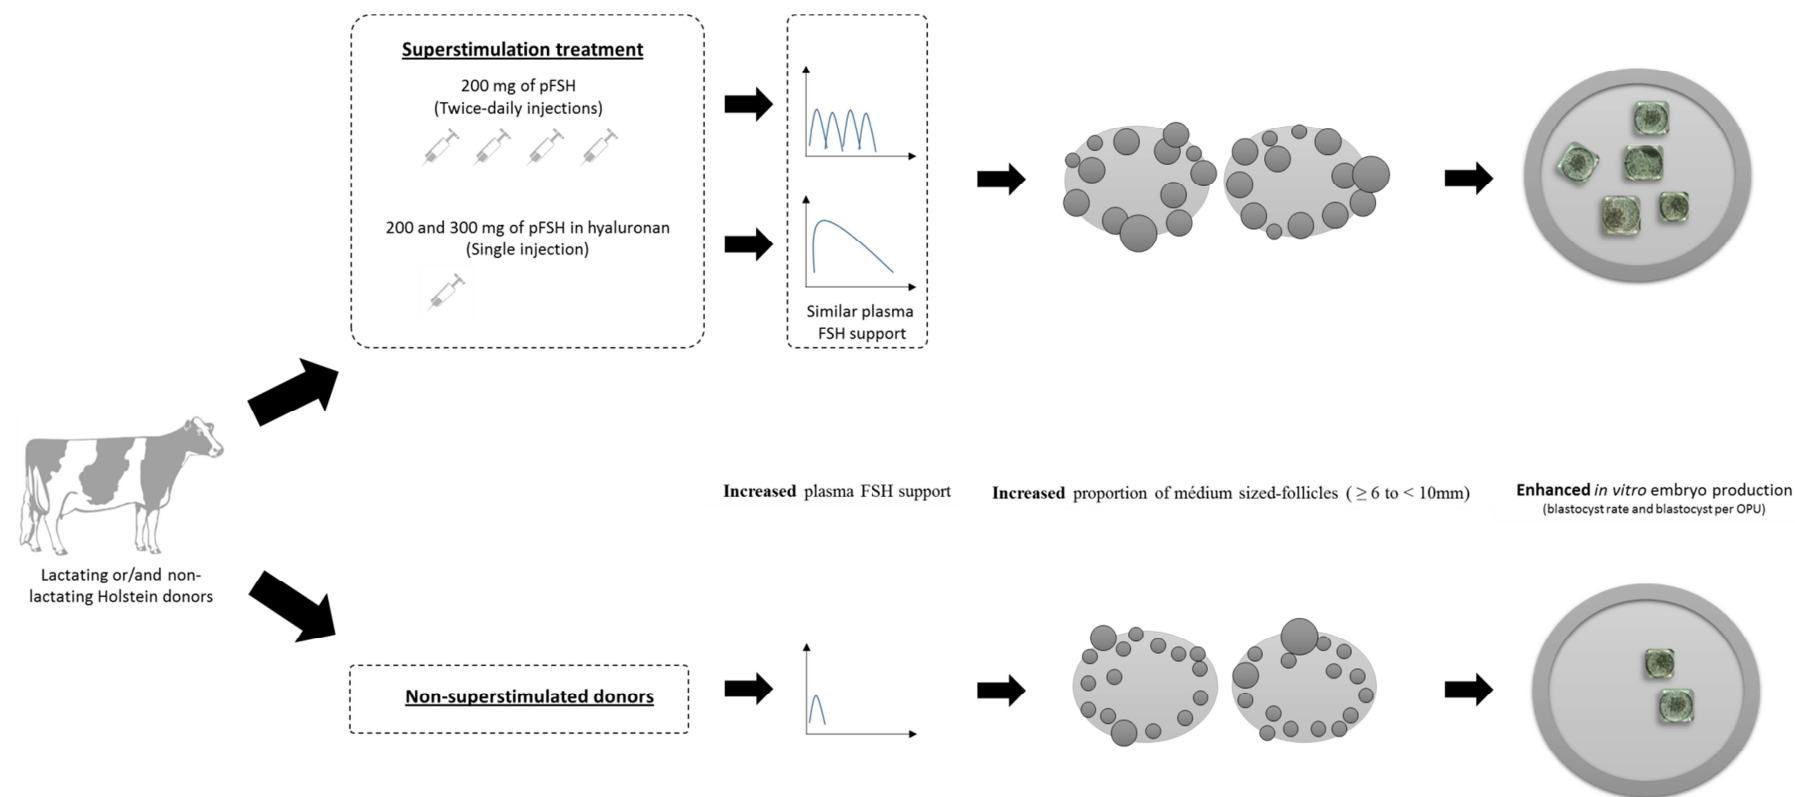 Superstimulation treatment
200 mg of pFSH
(Twice-daily injections)
200 and 300 mg of pFSH in hyaluronan
(Single injection)
Similar plasma
FSH support
Lactating or/and non-
lactating Holstein donors
Increased plasma FSH support
Increased proportion of médium sized-follicles ( ≥ 6 to < 10mm)
Enhanced in vitro embryo production
(blastocyst rate and blastocyst per OPU)
Non-superstimulated donors